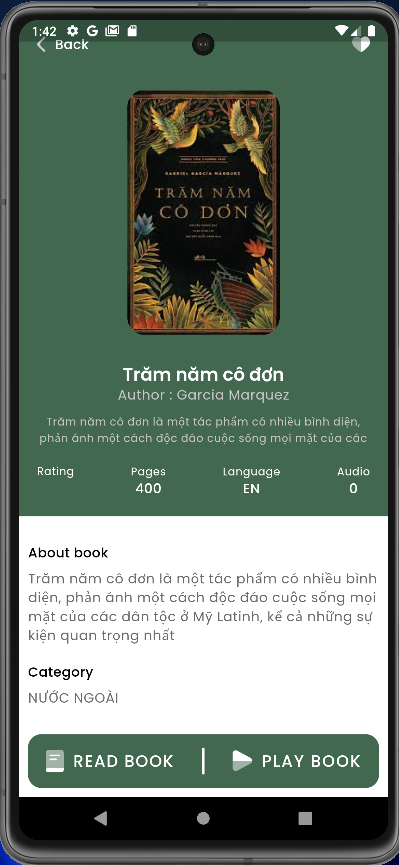 1:42
Back
GABRIEL GARCÍA MÁRQUEZ
TRĂM NĂM
CÔ ĐƠN
Trăm năm cô đơn
Author : Garcia Marquez
Trăm năm cô đơn là một tác phẩm có nhiều bình diện,
phản ánh một cách độc đáo cuộc sống mọi mặt của các
Rating Pages Language Audio
400 EN 0
About book
Trăm năm cô đơn là một tác phẩm có nhiều bình
diện, phản ánh một cách độc đáo cuộc sống mọi
mặt của các dân tộc ở Mỹ Latinh, kể cả những sự
kiện quan trọng nhất
Category
NƯỚC NGOÀI
READ BOOK | PLAY BOOK